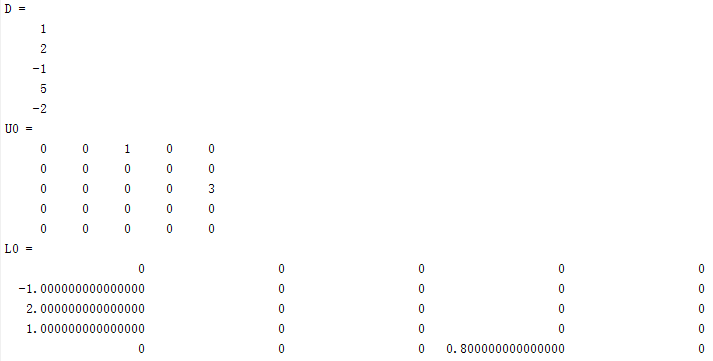 D =
1
2
-1
5
-2
U0 =
0 0 1 0 0
0 0 0 0 0
0 0 0 0 3
0 0 0 0 0
0 0 0 0 0
L0 =
0 0 0 0 0
-1.000000000000000 0 0 0 0
2.000000000000000 0 0 0 0
1.000000000000000 0 0 0 0
0 0 0 0.800000000000000 0